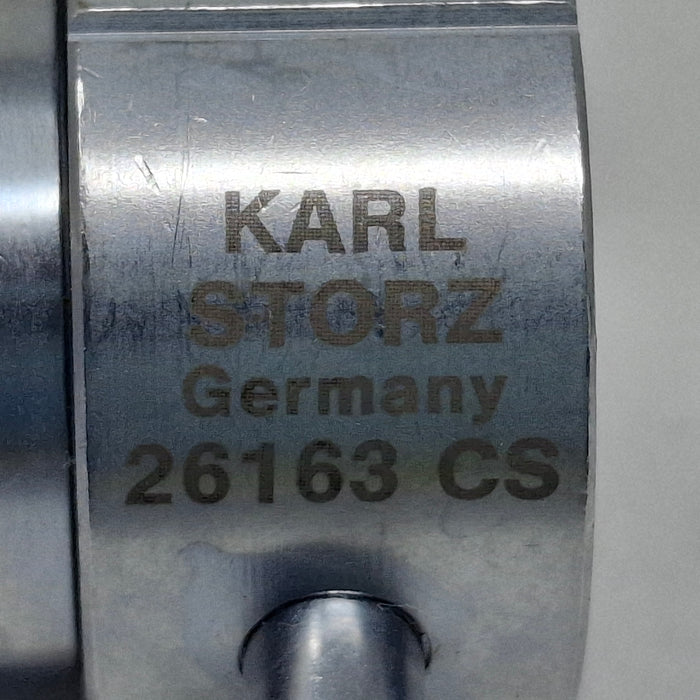 KARL
STORZ
Germany
26163 CS